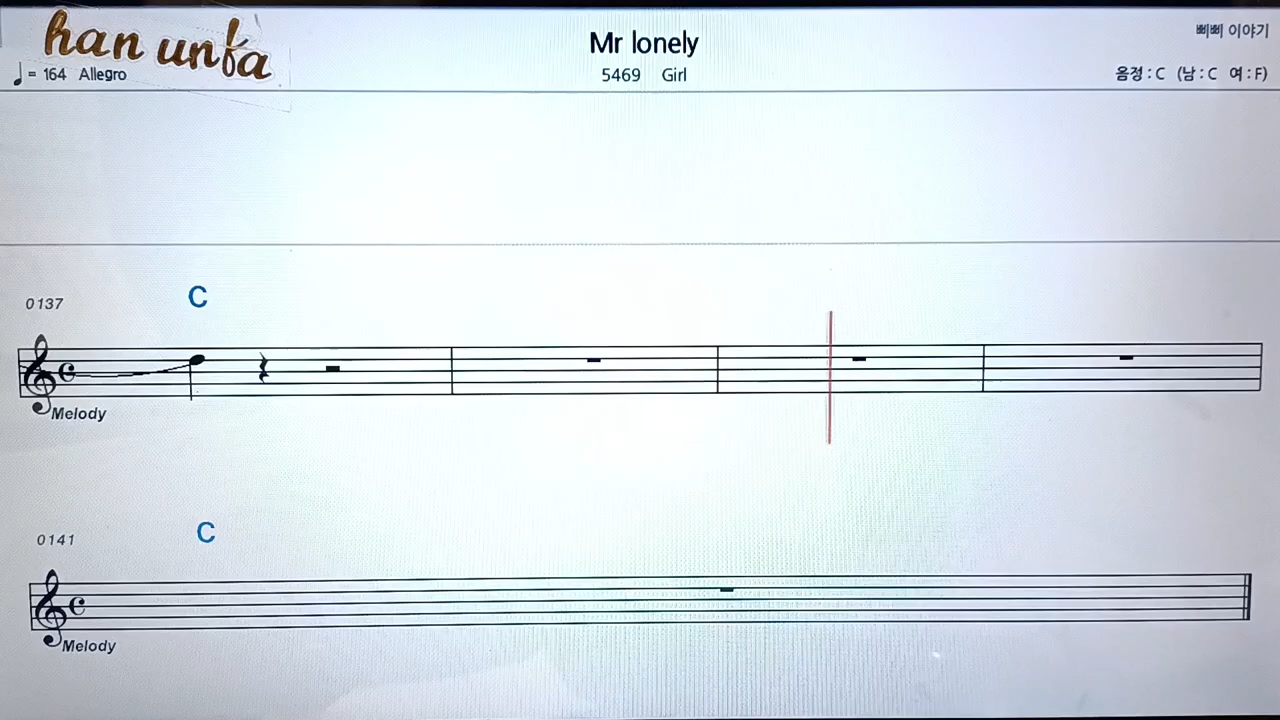 han unfa
Mr lonely
삐삐 이야기
♩ = 164 Allegro
5469 Girl
음정 : C (남 : C 여 : F)
0137
C
Melody
0141
C
Melody